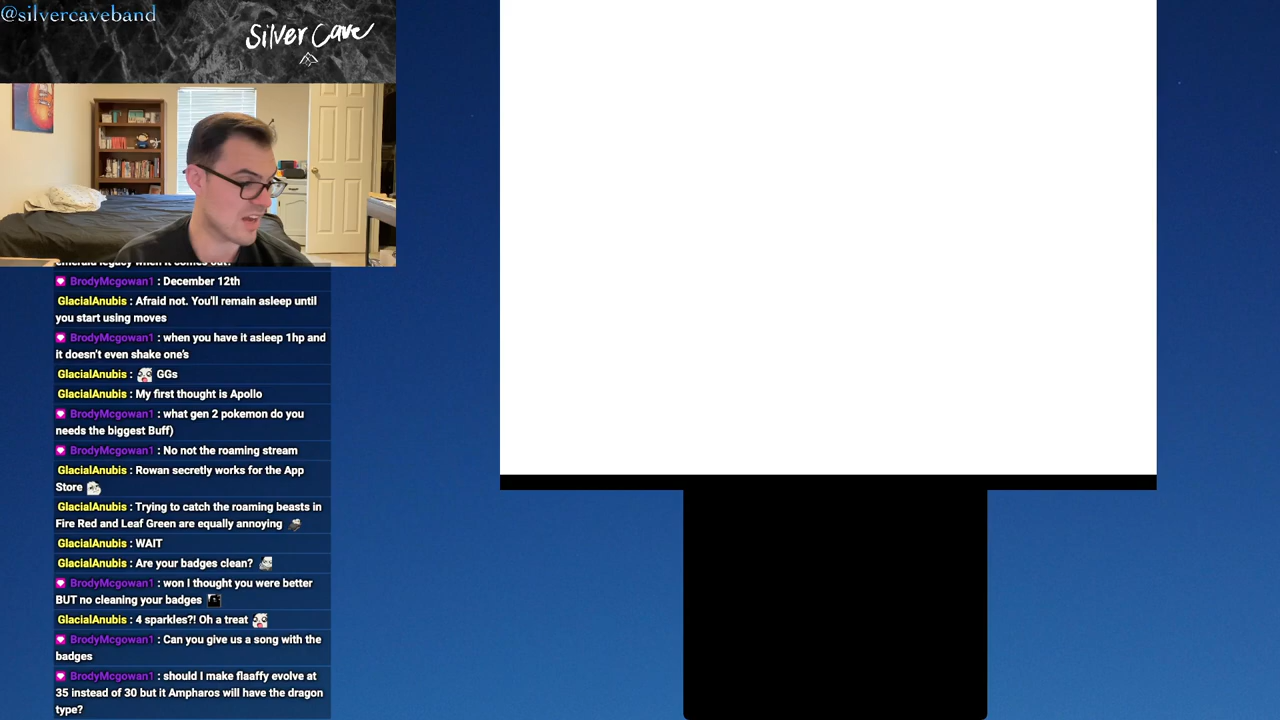 @silvercaveband
Silver Cave
BrodyMcgowan1 : December 12th
GlacialAnubis : Afraid not. You'll remain asleep until
you start using moves
BrodyMcgowan1 : when you have it asleep 1hp and
it doesn't even shake one's
GlacialAnubis : GGs
GlacialAnubis : My first thought is Apollo
BrodyMcgowan1 : what gen 2 pokemon do you
needs the biggest Buff)
BrodyMcgowan1 : No not the roaming stream
GlacialAnubis : Rowan secretly works for the App
Store
GlacialAnubis : Trying to catch the roaming beasts in
Fire Red and Leaf Green are equally annoying
GlacialAnubis : WAIT
GlacialAnubis : Are your badges clean?
BrodyMcgowan1 : won I thought you were better
BUT no cleaning your badges
GlacialAnubis : 4 sparkles?! Oh a treat
BrodyMcgowan1 : Can you give us a song with the
badges
BrodyMcgowan1 : should I make flaaffy evolve at
35 instead of 30 but it Ampharos will have the dragon
type?